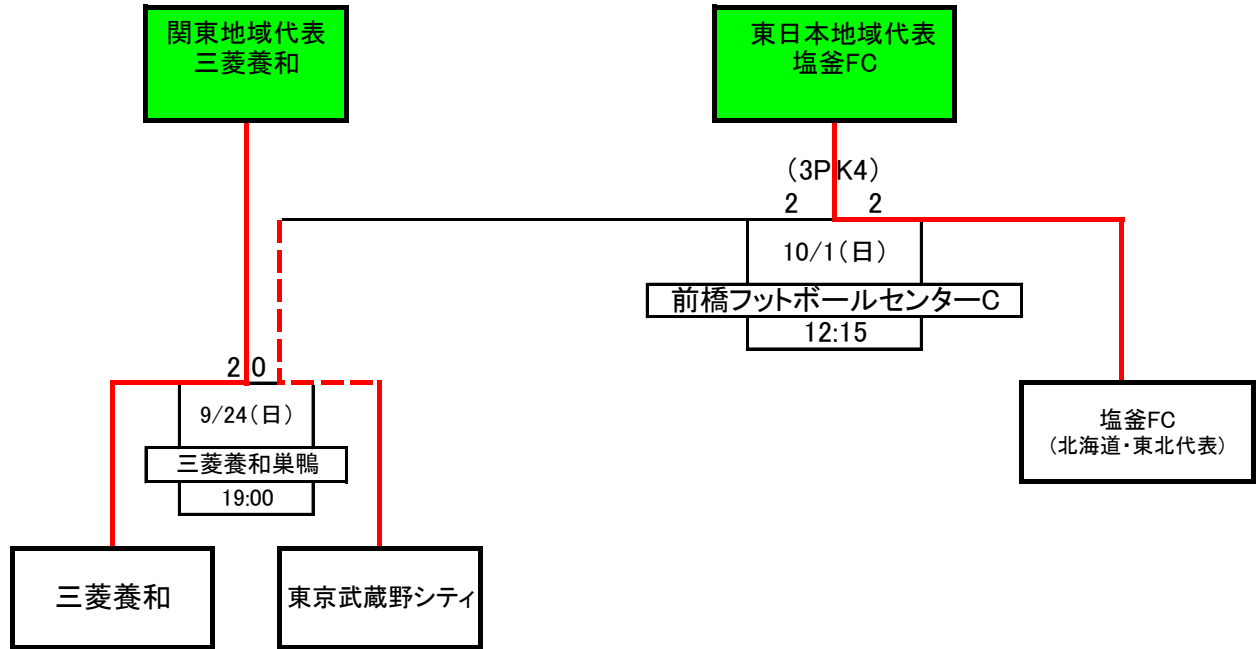 関東地域代表
三菱養和
東日本地域代表
塩釜FC
(3PK4)
2 2
10/1(日)
前橋フットボールセンターC
12:15
2 0
9/24(日)
三菱養和巣鴨
19:00
塩釜FC
(北海道・東北代表)
三菱養和
東京武蔵野シティ